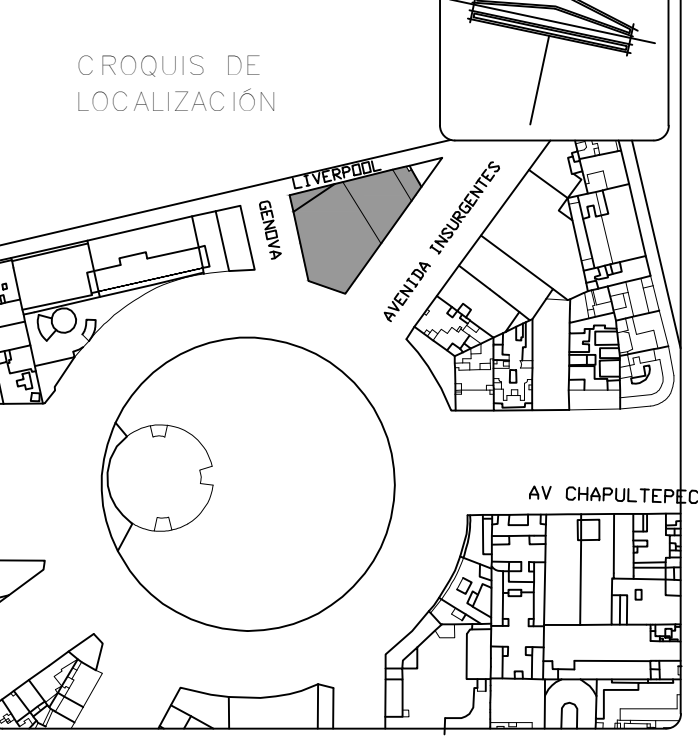 CROQUIS DE
LOCALIZACIÓN
LIVERPOOL
GENOVA
AVENIDA INSURGENTES
AV CHAPULTEPEC